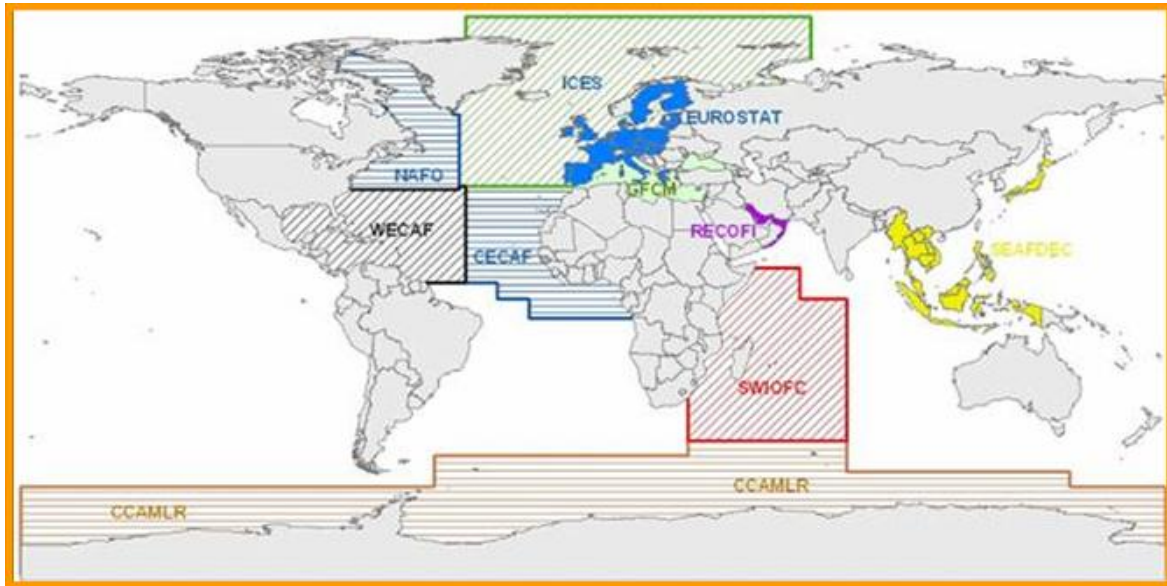 ICES
EUROSTAT
NAFO
GFCM
WECAF
RECOFI
CECAF
SEAFDEC
SWIOFC
CCAMLR
CCAMLR